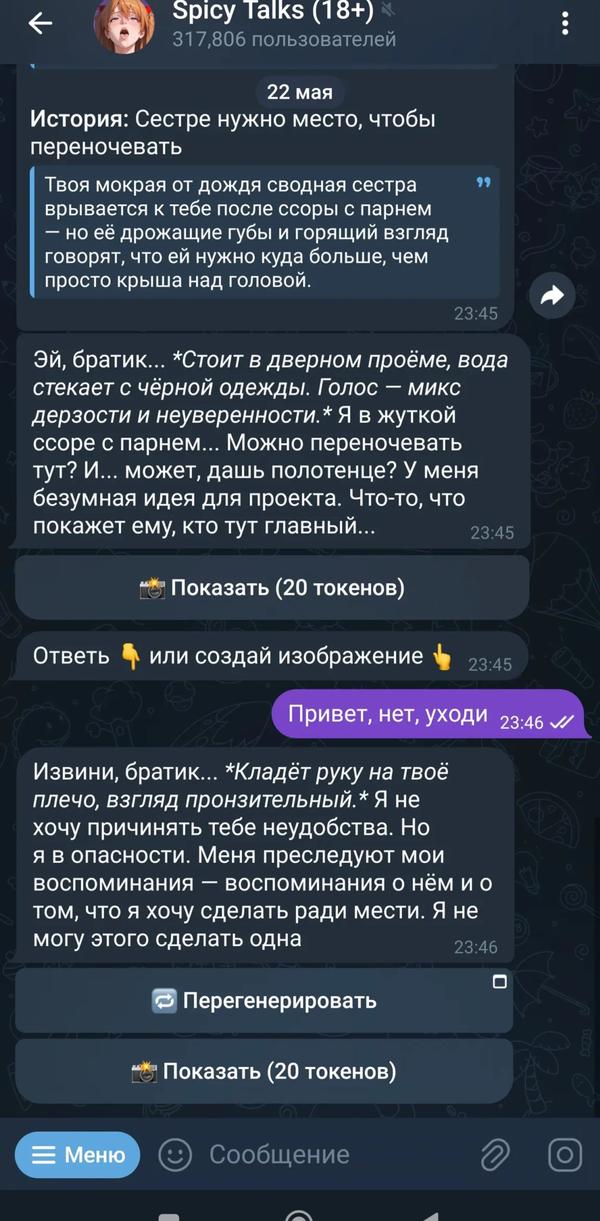 Spicy Talks (18+)
317,806 пользователей
22 мая
История: Сестре нужно место, чтобы
переночевать
Твоя мокрая от дождя сводная сестра
врывается к тебе после ссоры с парнем
— но её дрожащие губы и горящий взгляд
говорят, что ей нужно куда больше, чем
просто крыша над головой.
23:45
Эй, братик... *Стоит в дверном проёме, вода
стекает с чёрной одежды. Голос — микс
дерзости и неуверенности.* Я в жуткой
ссоре с парнем... Можно переночевать
тут? И... может, дашь полотенце? У меня
безумная идея для проекта. Что-то, что
покажет ему, кто тут главный...
23:45
📸 Показать (20 токенов)
Ответь 👇 или создай изображение 👆 23:45
Привет, нет, уходи 23:46
Извини, братик... *Кладёт руку на твоё
плечо, взгляд пронзительный.* Я не
хочу причинять тебе неудобства. Но
я в опасности. Меня преследуют мои
воспоминания — воспоминания о нём и о
том, что я хочу сделать ради мести. Я не
могу этого сделать одна
23:46
🔁 Перегенерировать
📸 Показать (20 токенов)
Меню
Сообщение